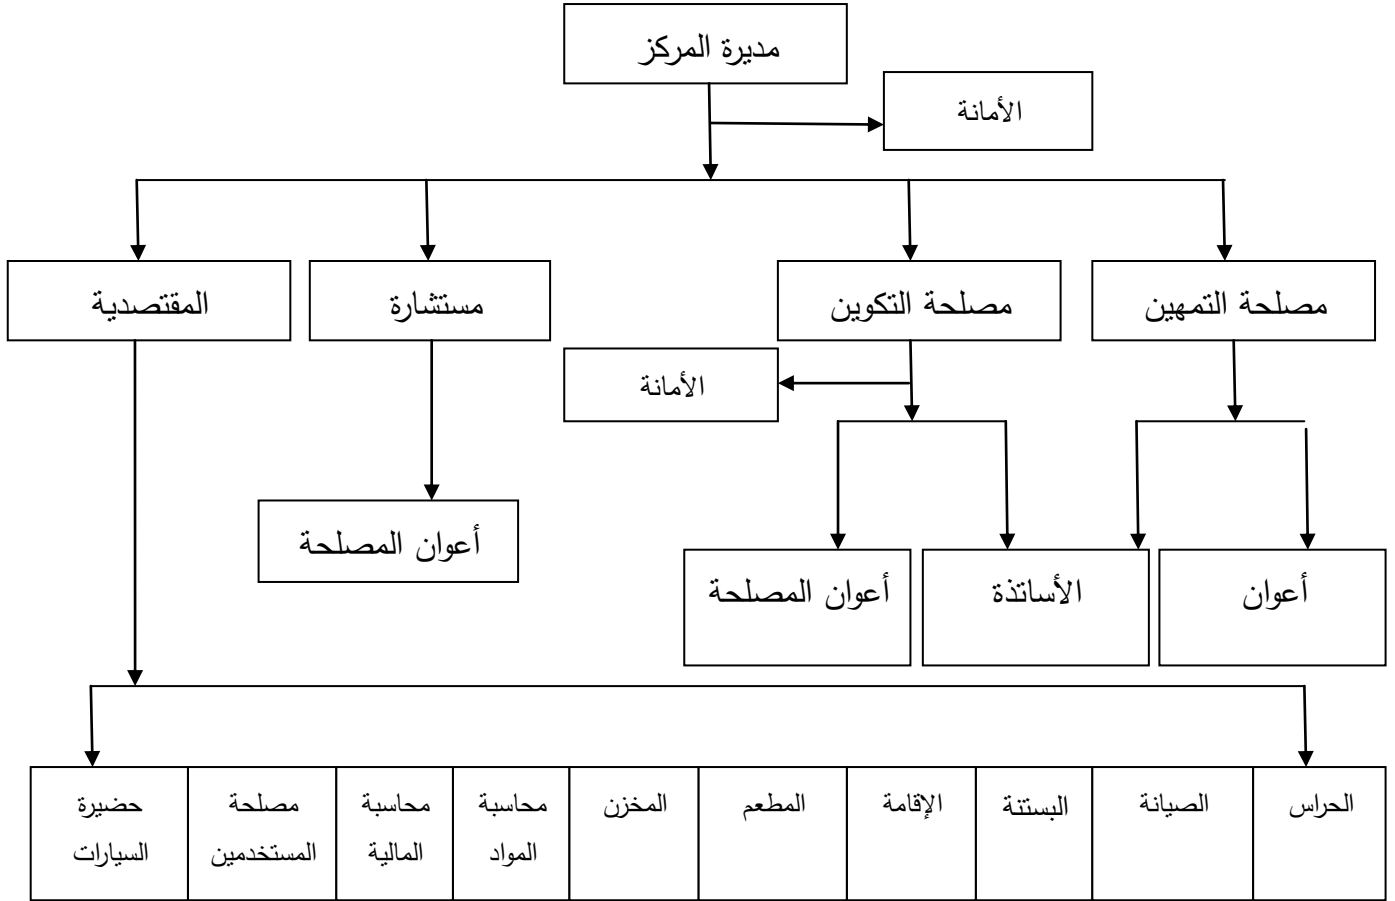 مديرة المركز
الأمانة
مصلحة التمهين
مصلحة التكوين
مستشارة
المقتصدية
الأمانة
أعوان المصلحة
أعوان
الأساتذة
أعوان المصلحة
الحراس
الصيانة
البستنة
الإقامة
المطعم
المخزن
محاسبة
المواد
محاسبة
المالية
مصلحة
المستخدمين
حضيرة
السيارات